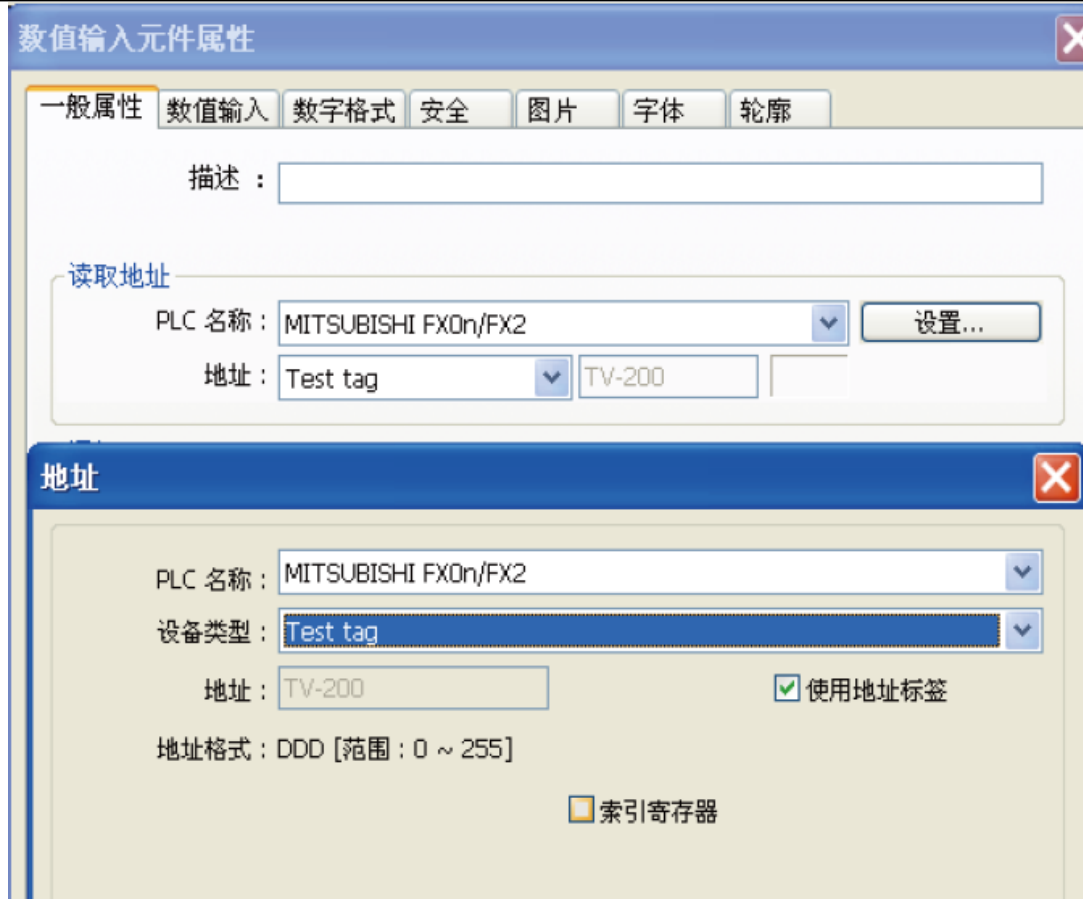 数值输入元件属性
一般属性 数值输入 数字格式 安全 图片 字体 轮廓
描述 :
读取地址
PLC 名称 : MITSUBISHI FX0n/FX2 设置...
地址 : Test tag TV-200
地址
PLC 名称 : MITSUBISHI FX0n/FX2
设备类型 : Test tag
地址 : TV-200 使用地址标签
地址格式 : DDD [范围 : 0 ~ 255]
索引寄存器